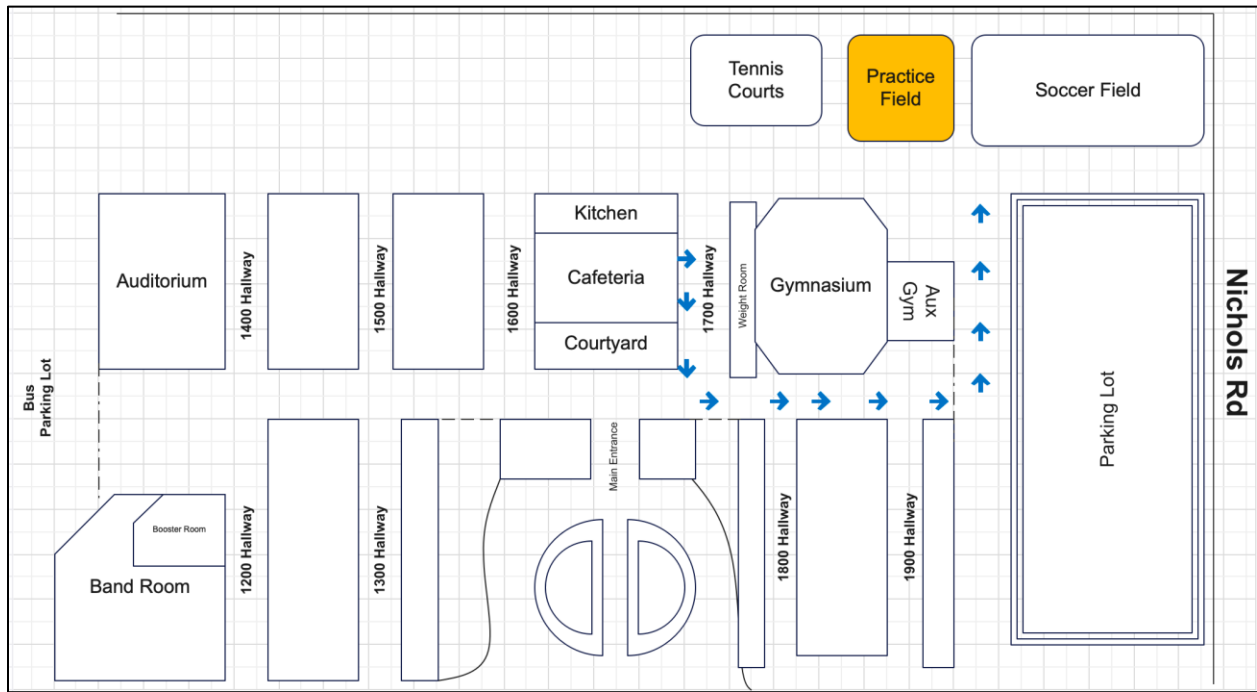 Tennis
Courts
Practice
Field
Soccer Field
Kitchen
Auditorium
1400 Hallway
1500 Hallway
1600 Hallway
Cafeteria
1700 Hallway
Weight Room
Gymnasium
Aux
Gym
Courtyard
Nichols Rd
Bus
Parking Lot
Parking Lot
Main Entrance
Booster Room
Band Room
1200 Hallway
1300 Hallway
1800 Hallway
1900 Hallway